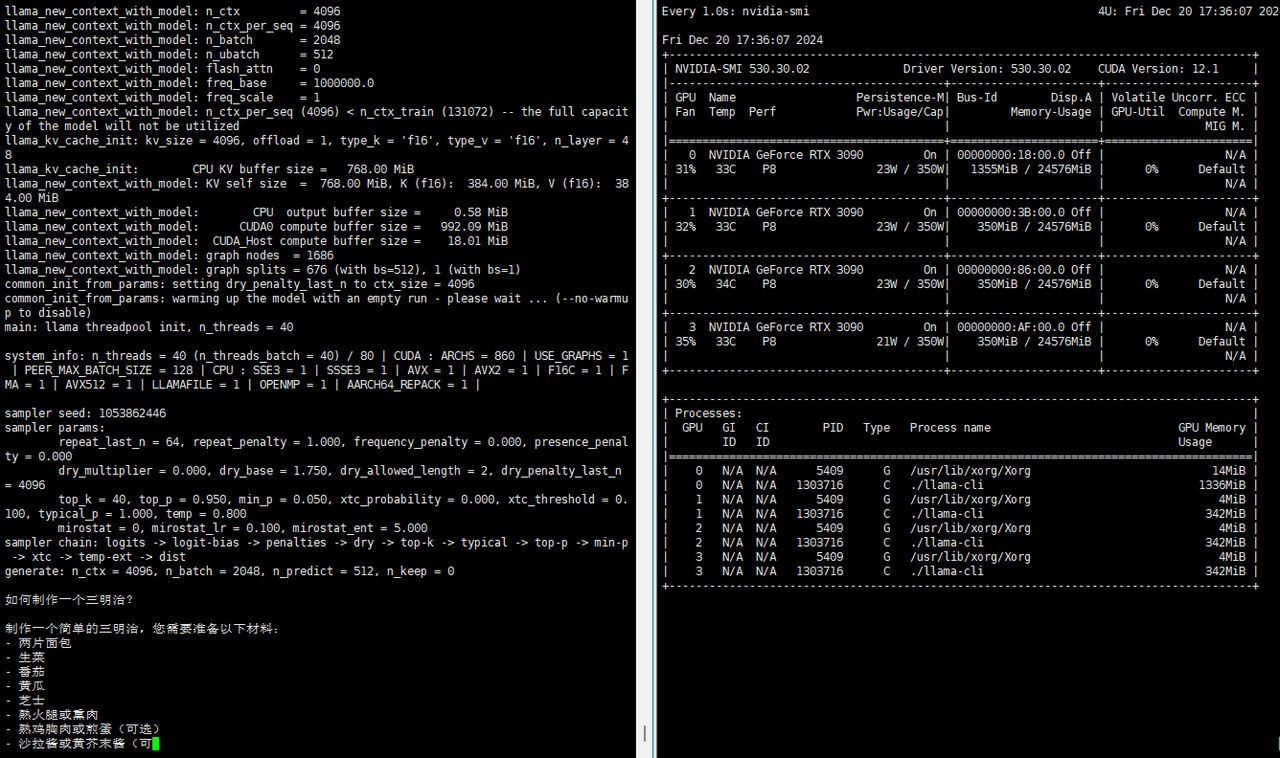 llama_new_context_with_model: n_ctx         = 4096
llama_new_context_with_model: n_ctx_per_seq = 4096
llama_new_context_with_model: n_batch       = 2048
llama_new_context_with_model: n_ubatch      = 512
llama_new_context_with_model: flash_attn    = 0
llama_new_context_with_model: freq_base     = 1000000.0
llama_new_context_with_model: freq_scale    = 1
llama_new_context_with_model: n_ctx_per_seq (4096) < n_ctx_train (131072) -- the full capacit
y of the model will not be utilized
llama_kv_cache_init: kv_size = 4096, offload = 1, type_k = 'f16', type_v = 'f16', n_layer = 4
8
llama_kv_cache_init:        CPU KV buffer size =   768.00 MiB
llama_new_context_with_model: KV self size  =  768.00 MiB, K (f16):  384.00 MiB, V (f16):  38
4.00 MiB
llama_new_context_with_model:        CPU  output buffer size =     0.58 MiB
llama_new_context_with_model:      CUDA0 compute buffer size =   992.09 MiB
llama_new_context_with_model:  CUDA_Host compute buffer size =    18.01 MiB
llama_new_context_with_model: graph nodes  = 1686
llama_new_context_with_model: graph splits = 676 (with bs=512), 1 (with bs=1)
common_init_from_params: setting dry_penalty_last_n to ctx_size = 4096
common_init_from_params: warming up the model with an empty run - please wait ... (--no-warmu
p to disable)
main: llama threadpool init, n_threads = 40
system_info: n_threads = 40 (n_threads_batch = 40) / 80 | CUDA : ARCHS = 860 | USE_GRAPHS = 1
 | PEER_MAX_BATCH_SIZE = 128 | CPU : SSE3 = 1 | SSSE3 = 1 | AVX = 1 | AVX2 = 1 | F16C = 1 | F
MA = 1 | AVX512 = 1 | LLAMAFILE = 1 | OPENMP = 1 | AARCH64_REPACK = 1 |
sampler seed: 1053862446
sampler params:
        repeat_last_n = 64, repeat_penalty = 1.000, frequency_penalty = 0.000, presence_penal
ty = 0.000
        dry_multiplier = 0.000, dry_base = 1.750, dry_allowed_length = 2, dry_penalty_last_n
= 4096
        top_k = 40, top_p = 0.950, min_p = 0.050, xtc_probability = 0.000, xtc_threshold = 0.
100, typical_p = 1.000, temp = 0.800
        mirostat = 0, mirostat_lr = 0.100, mirostat_ent = 5.000
sampler chain: logits -> logit-bias -> penalties -> dry -> top-k -> typical -> top-p -> min-p
 -> xtc -> temp-ext -> dist
generate: n_ctx = 4096, n_batch = 2048, n_predict = 512, n_keep = 0
如何制作一个三明治?
制作一个简单的三明治，您需要准备以下材料：
- 两片面包
- 生菜
- 番茄
- 黄瓜
- 芝士
- 熟火腿或熏肉
- 熟鸡胸肉或煎蛋（可选）
- 沙拉酱或黄芥末酱（可
Every 1.0s: nvidia-smi                                           4U: Fri Dec 20 17:36:07 202
Fri Dec 20 17:36:07 2024
| NVIDIA-SMI 530.30.02              Driver Version: 530.30.02    CUDA Version: 12.1     |
| GPU  Name                  Persistence-M| Bus-Id        Disp.A | Volatile Uncorr. ECC |
| Fan  Temp  Perf            Pwr:Usage/Cap|         Memory-Usage | GPU-Util  Compute M. |
|                                         |                      |               MIG M. |
|   0  NVIDIA GeForce RTX 3090         On | 00000000:18:00.0 Off |                  N/A |
| 31%   33C    P8               23W / 350W|   1355MiB / 24576MiB |      0%      Default |
|                                         |                      |                  N/A |
|   1  NVIDIA GeForce RTX 3090         On | 00000000:3B:00.0 Off |                  N/A |
| 32%   33C    P8               23W / 350W|    350MiB / 24576MiB |      0%      Default |
|                                         |                      |                  N/A |
|   2  NVIDIA GeForce RTX 3090         On | 00000000:86:00.0 Off |                  N/A |
| 30%   34C    P8               23W / 350W|    350MiB / 24576MiB |      0%      Default |
|                                         |                      |                  N/A |
|   3  NVIDIA GeForce RTX 3090         On | 00000000:AF:00.0 Off |                  N/A |
| 35%   33C    P8               21W / 350W|    350MiB / 24576MiB |      0%      Default |
|                                         |                      |                  N/A |
| Processes:                                                                            |
|  GPU   GI   CI        PID   Type   Process name                            GPU Memory |
|        ID   ID                                                             Usage      |
|    0   N/A  N/A      5409      G   /usr/lib/xorg/Xorg                           14MiB |
|    0   N/A  N/A   1303716      C   ./llama-cli                                1336MiB |
|    1   N/A  N/A      5409      G   /usr/lib/xorg/Xorg                            4MiB |
|    1   N/A  N/A   1303716      C   ./llama-cli                                 342MiB |
|    2   N/A  N/A      5409      G   /usr/lib/xorg/Xorg                            4MiB |
|    2   N/A  N/A   1303716      C   ./llama-cli                                 342MiB |
|    3   N/A  N/A      5409      G   /usr/lib/xorg/Xorg                            4MiB |
|    3   N/A  N/A   1303716      C   ./llama-cli                                 342MiB |